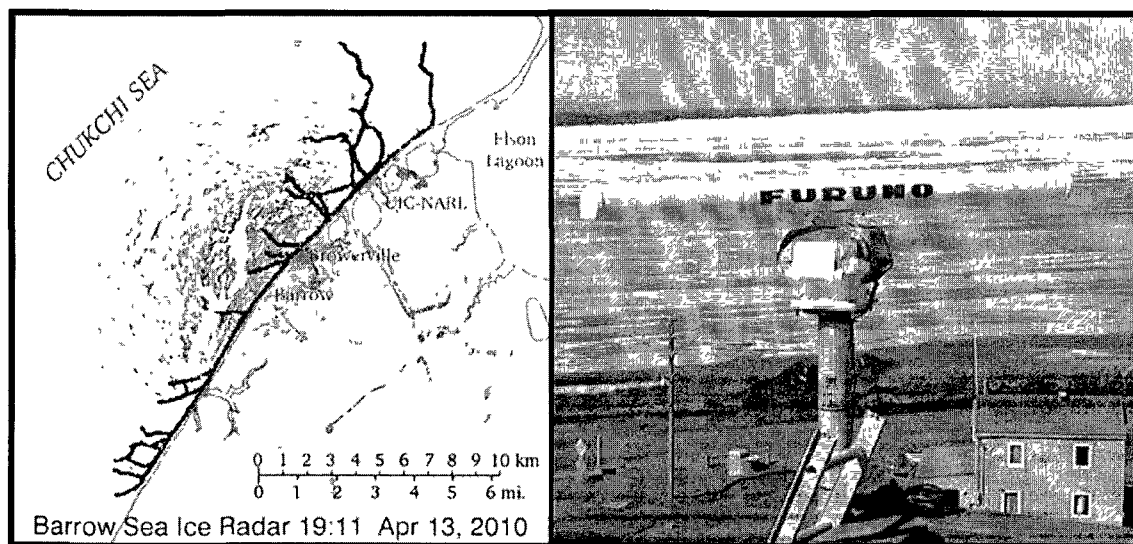 CHUKCHI SEA
Elson
Lagoon
UIC-NARL
Browerville
Barrow
0 1 2 3 4 5 6 7 8 9 10 km
0 1 2 3 4 5 6 mi.
Barrow Sea Ice Radar 19:11 Apr 13, 2010
FURUNO